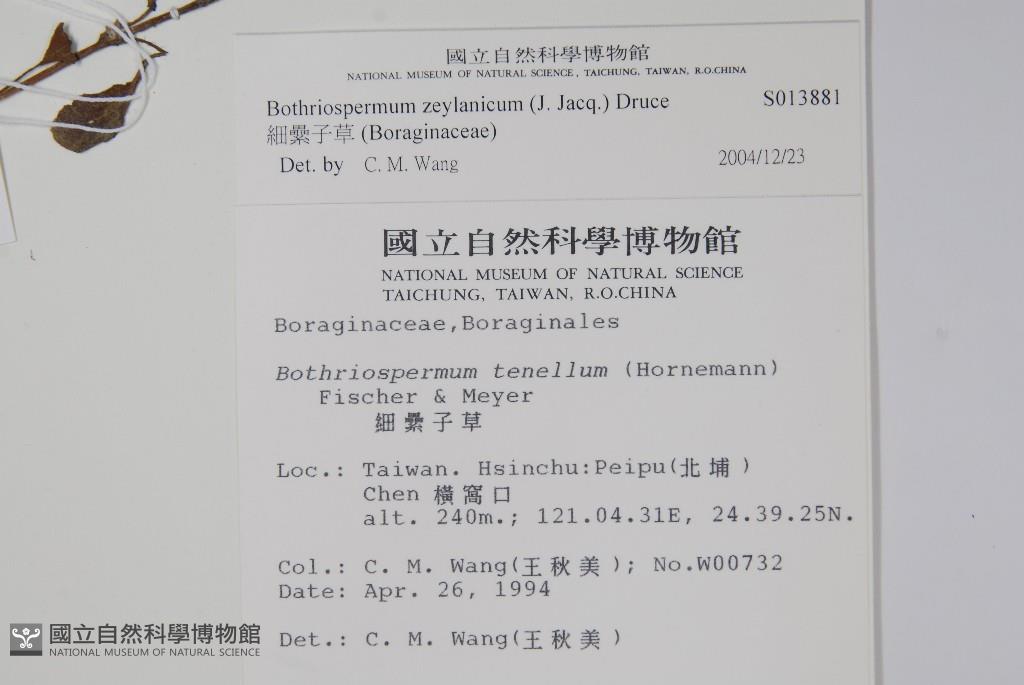 國立自然科學博物館
NATIONAL MUSEUM OF NATURAL SCIENCE, TAICHUNG, TAIWAN, R.O.CHINA
Bothriospermum zeylanicum (J. Jacq.) Druce S013881
細纍子草 (Boraginaceae)
Det. by C. M. Wang 2004/12/23
國立自然科學博物館
NATIONAL MUSEUM OF NATURAL SCIENCE
TAICHUNG, TAIWAN, R.O.CHINA
Boraginaceae,Boraginales
Bothriospermum tenellum (Hornemann)
Fischer & Meyer
細纍子草
Loc.: Taiwan. Hsinchu:Peipu(北埔)
Chen 橫窩口
alt. 240m.; 121.04.31E, 24.39.25N.
Col.: C. M. Wang(王秋美); No.W00732
Date: Apr. 26, 1994
Det.: C. M. Wang(王秋美)
國立自然科學博物館
NATIONAL MUSEUM OF NATURAL SCIENCE